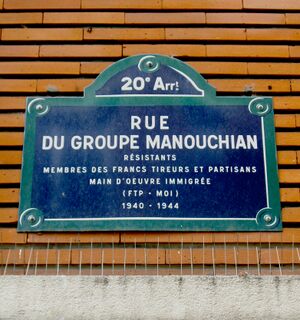 20e Arrt
RUE
DU GROUPE MANOUCHIAN
RÉSISTANTS
MEMBRES DES FRANCS TIREURS ET PARTISANS
MAIN D'OEUVRE IMMIGRÉE
(FTP - MOI)
1940 - 1944